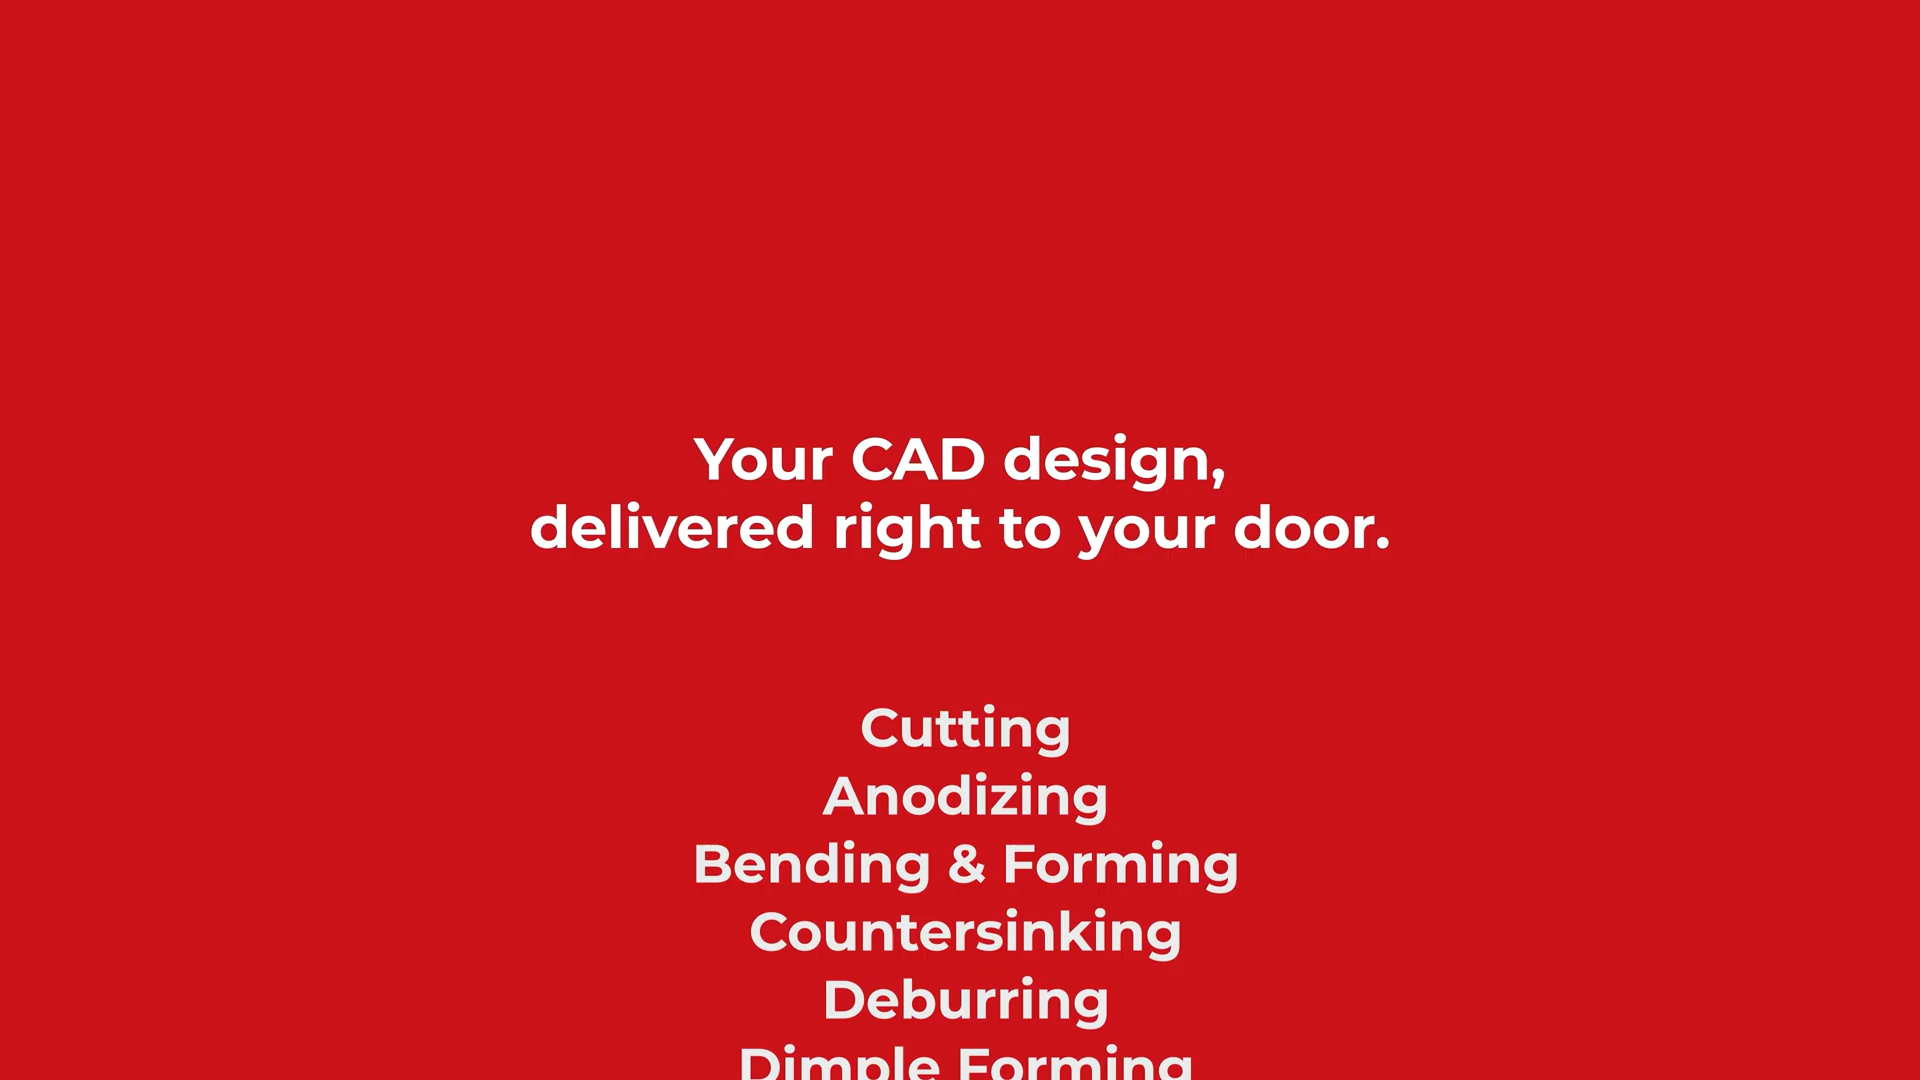 Your CAD design,
delivered right to your door.
Cutting
Anodizing
Bending & Forming
Countersinking
Deburring
Dimple Forming